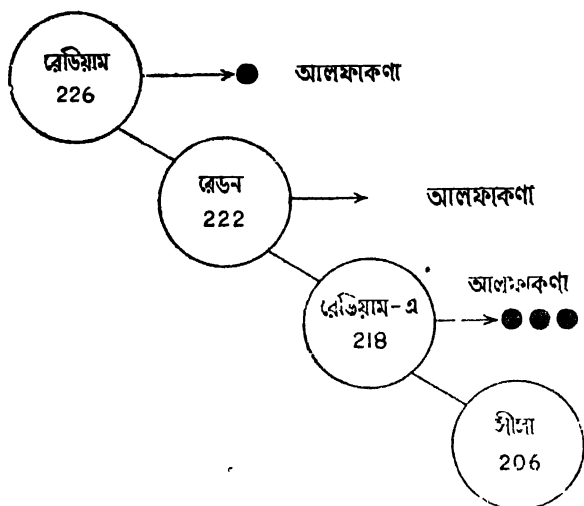 রেডিয়াম
226
আলফাকণা
রেডন
222
আলফাকণা
রেডিয়াম-এ
218
আলফাকণা
সীসা
206